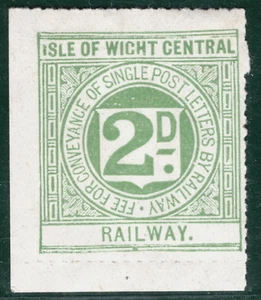 ISLE OF WIGHT CENTRAL
FEE FOR CONVEYANCE OF SINGLE POST LETTERS BY RAILWAY
2D.
RAILWAY.